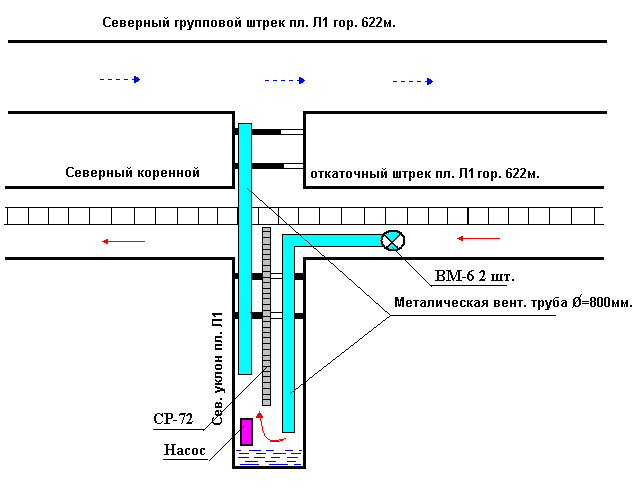 Северный групповой штрек пл. Л1 гор. 622м.
Северный коренной
откаточный штрек пл. Л1 гор. 622м.
ВМ-6 2 шт.
Металическая вент. труба Ø=800мм.
Сев. уклон пл. Л1
СР-72
Насос